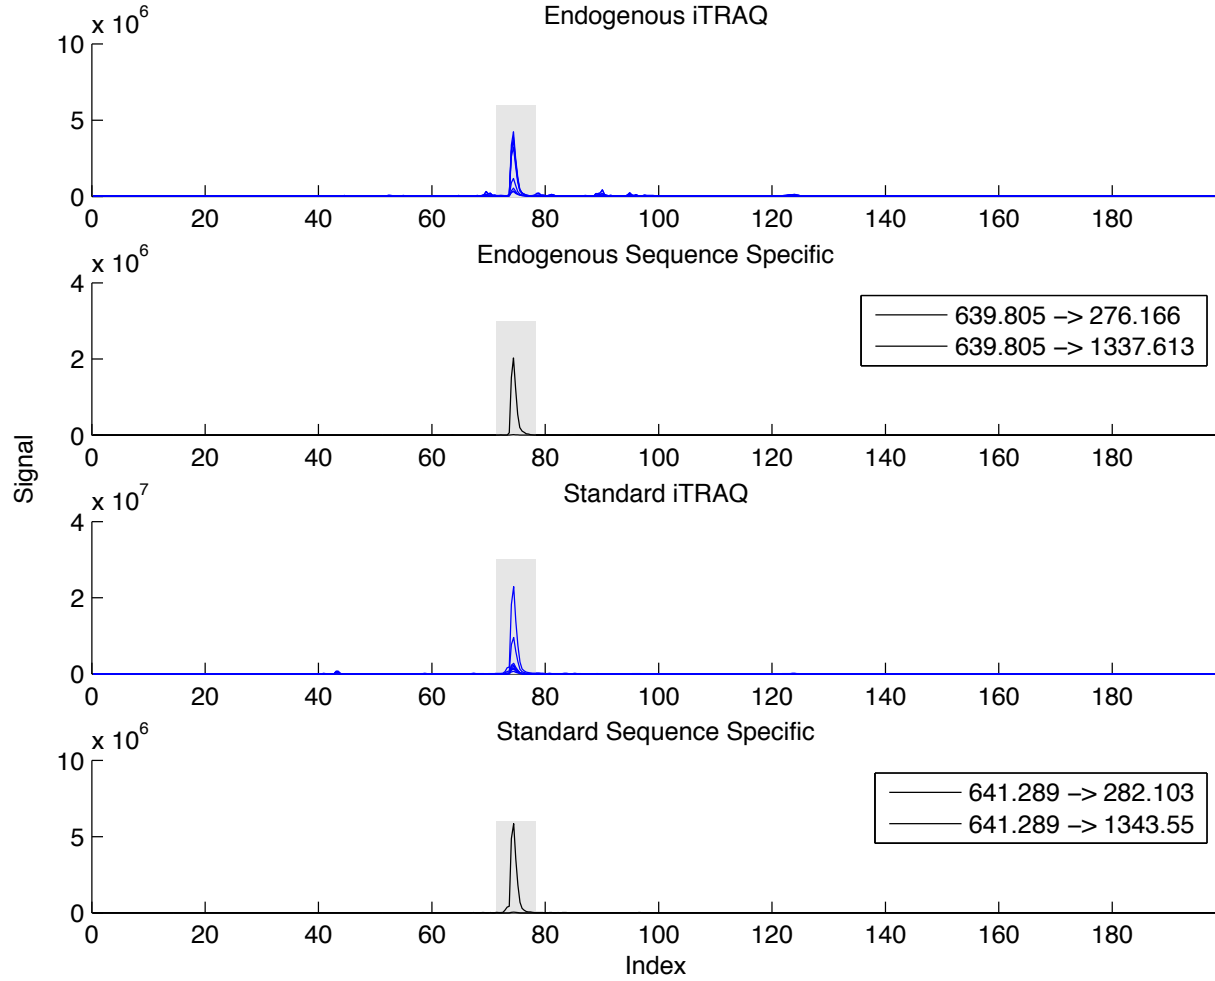 Endogenous iTRAQ
x 10^6
10
5
0
0 20 40 60 80 100 120 140 160 180
Endogenous Sequence Specific
x 10^6
4
2
0
639.805 −> 276.166
639.805 −> 1337.613
0 20 40 60 80 100 120 140 160 180
Signal
Standard iTRAQ
x 10^7
4
2
0
0 20 40 60 80 100 120 140 160 180
Standard Sequence Specific
x 10^6
10
5
0
641.289 −> 282.103
641.289 −> 1343.55
0 20 40 60 80 100 120 140 160 180
Index